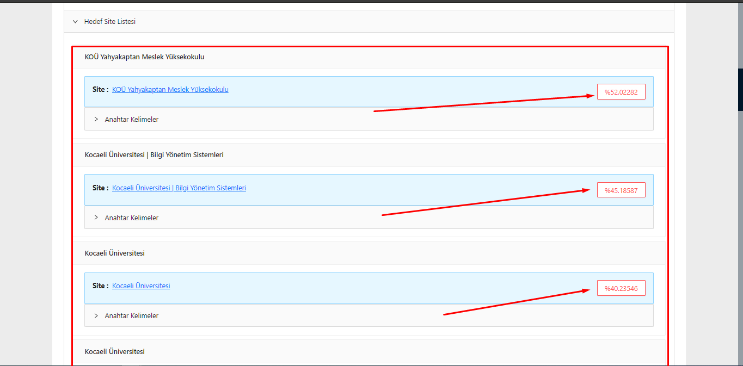 Hedef Site Listesi
KOÜ Yahyakaptan Meslek Yüksekokulu
Site : KOÜ Yahyakaptan Meslek Yüksekokulu
%52,02282
Anahtar Kelimeler
Kocaeli Üniversitesi | Bilgi Yönetim Sistemleri
Site : Kocaeli Üniversitesi | Bilgi Yönetim Sistemleri
%45,18587
Anahtar Kelimeler
Kocaeli Üniversitesi
Site : Kocaeli Üniversitesi
%40,23546
Anahtar Kelimeler
Kocaeli Üniversitesi